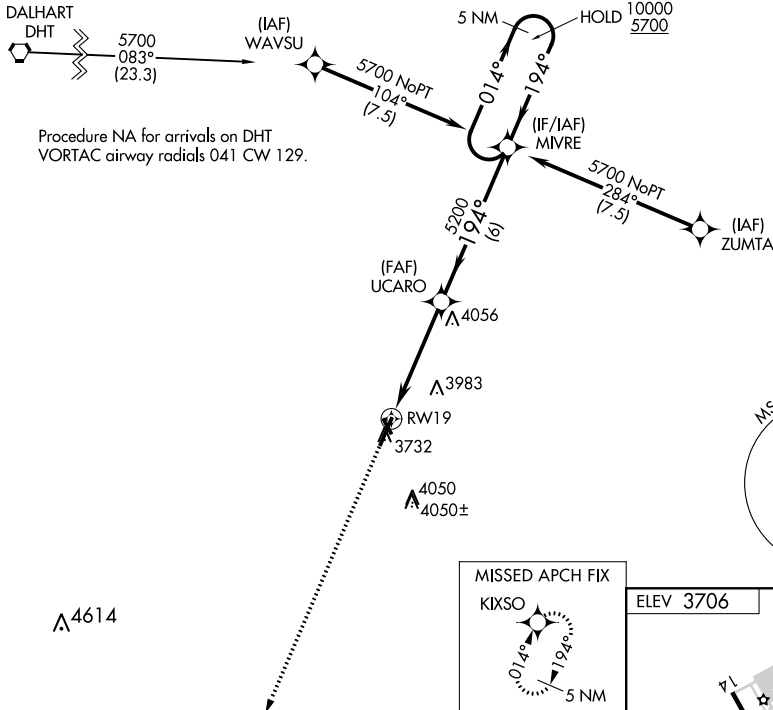 DALHART
DHT
5700
083°
(23.3)
(IAF)
WAVSU
5700 NoPT
104°
(7.5)
5 NM
HOLD
10000
5700
014°
194°
(IF/IAF)
MIVRE
Procedure NA for arrivals on DHT
VORTAC airway radials 041 CW 129.
5700 NoPT
284°
(7.5)
(IAF)
ZUMTA
5200
194°
(6)
(FAF)
UCARO
4056
3983
RW19
3732
4050
4050±
4614
MS
MISSED APCH FIX
KIXSO
014°
194°
5 NM
ELEV 3706
14